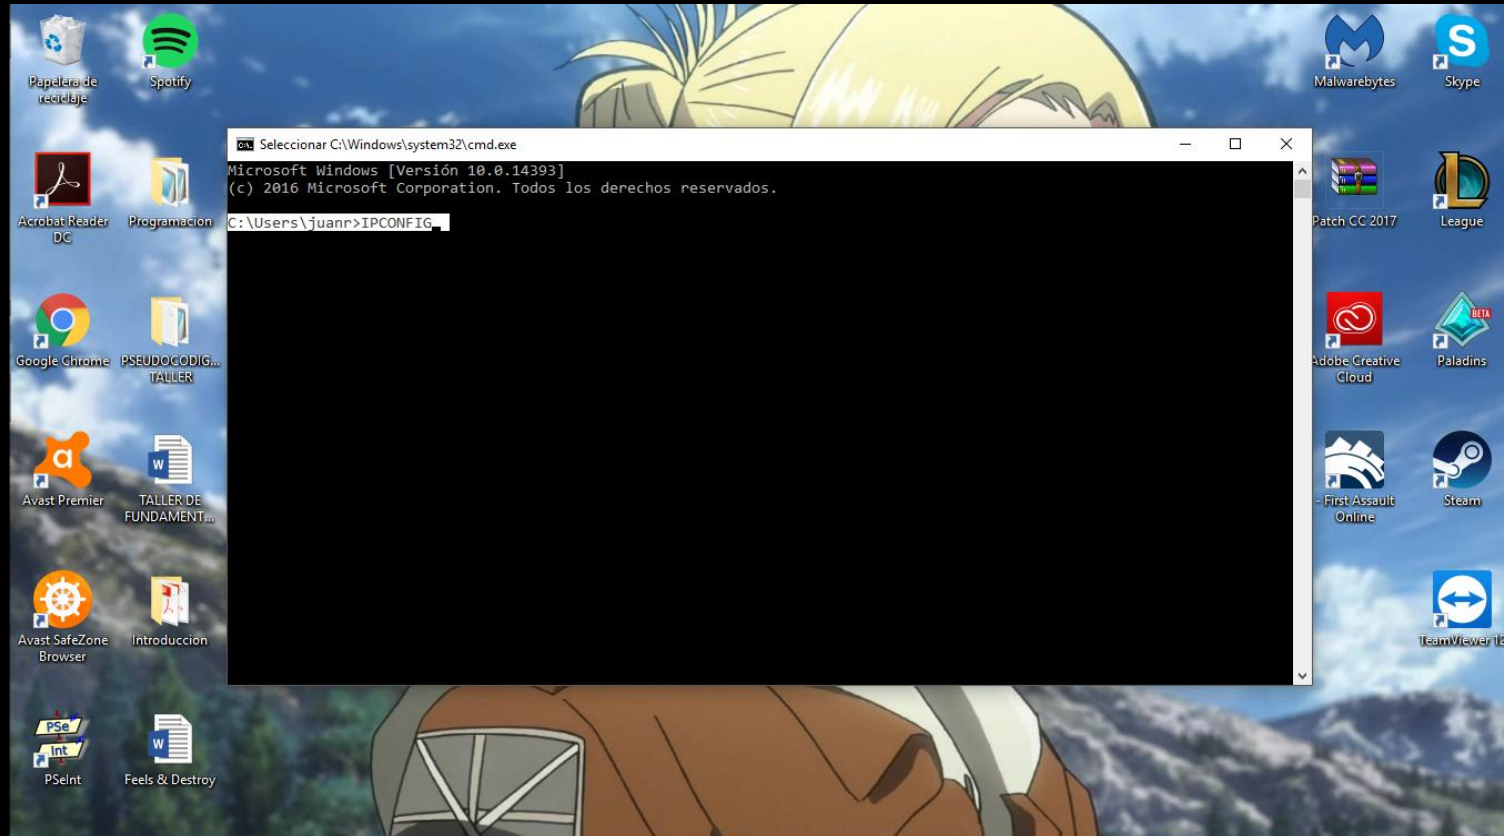 Papelera de
reciclaje
Spotify
Malwarebytes
S
Skype
Seleccionar C:\Windows\system32\cmd.exe
Microsoft Windows [Versión 10.0.14393]
(c) 2016 Microsoft Corporation. Todos los derechos reservados.
C:\Users\juanr>IPCONFIG
Acrobat Reader
DC
Programacion
Patch CC 2017
League
Google Chrome
PSEUDOCODIG...
TALLER
Adobe Creative
Cloud
BETA
Paladins
Avast Premier
W
TALLER DE
FUNDAMENT...
- First Assault
Online
Steam
Avast SafeZone
Browser
Introduccion
TeamViewer 12
PSe
Int
PSeInt
W
Feels & Destroy